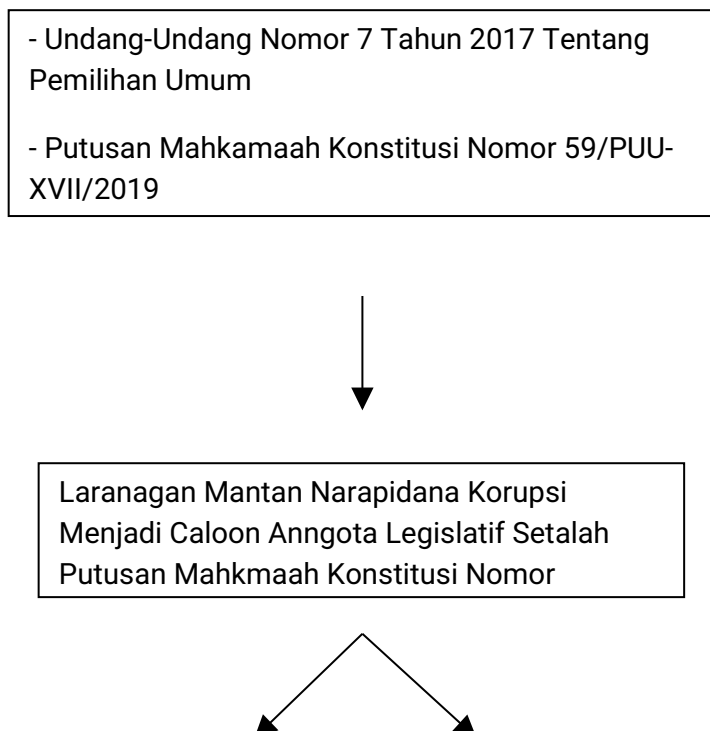 - Undang-Undang Nomor 7 Tahun 2017 Tentang
Pemilihan Umum
- Putusan Mahkamaah Konstitusi Nomor 59/PUU-
XVII/2019
Laranagan Mantan Narapidana Korupsi
Menjadi Caloon Anngota Legislatif Setalah
Putusan Mahkmaah Konstitusi Nomor